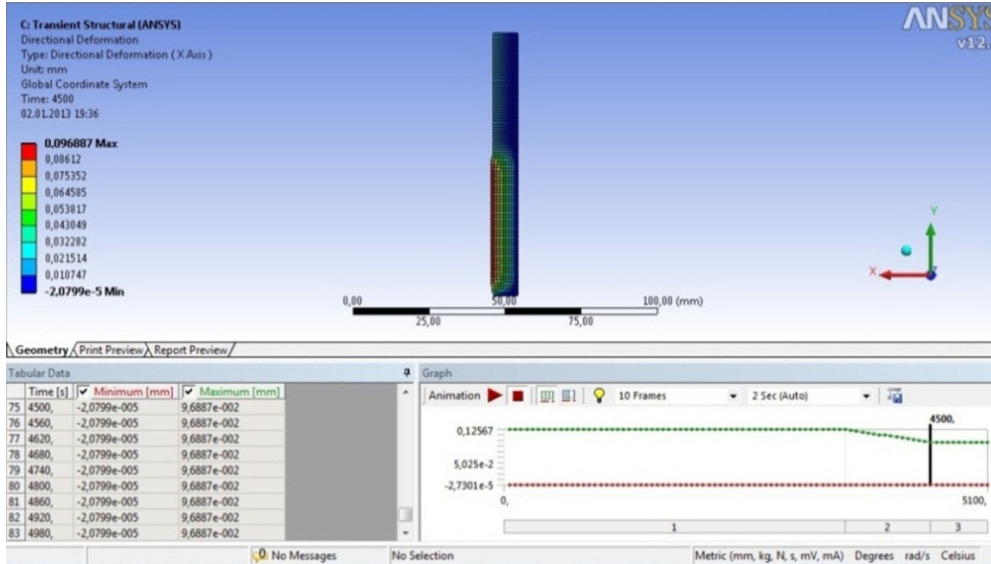 C: Transient Structural (ANSYS)
Directional Deformation
Type: Directional Deformation ( X Axis )
Unit: mm
Global Coordinate System
Time: 4500
02.01.2013 19:36
0,096887 Max
0,08612
0,075352
0,064585
0,053817
0,043049
0,032282
0,021514
0,010747
-2,0799e-5 Min
ANSYS
v12.
Y
X
Z
0,00 50,00 100,00 (mm)
25,00 75,00
Geometry Print Preview Report Preview
Tabular Data
Time [s] Minimum [mm] Maximum [mm]
75 4500, -2,0799e-005 9,6887e-002
76 4560, -2,0799e-005 9,6887e-002
77 4620, -2,0799e-005 9,6887e-002
78 4680, -2,0799e-005 9,6887e-002
79 4740, -2,0799e-005 9,6887e-002
80 4800, -2,0799e-005 9,6887e-002
81 4860, -2,0799e-005 9,6887e-002
82 4920, -2,0799e-005 9,6887e-002
83 4980, -2,0799e-005 9,6887e-002
Graph
Animation 10 Frames 2 Sec (Auto)
4500,
0,12567
5,025e-2
-2,7301e-5
0, 5100,
1 2 3
0 No Messages No Selection Metric (mm, kg, N, s, mV, mA) Degrees rad/s Celsius